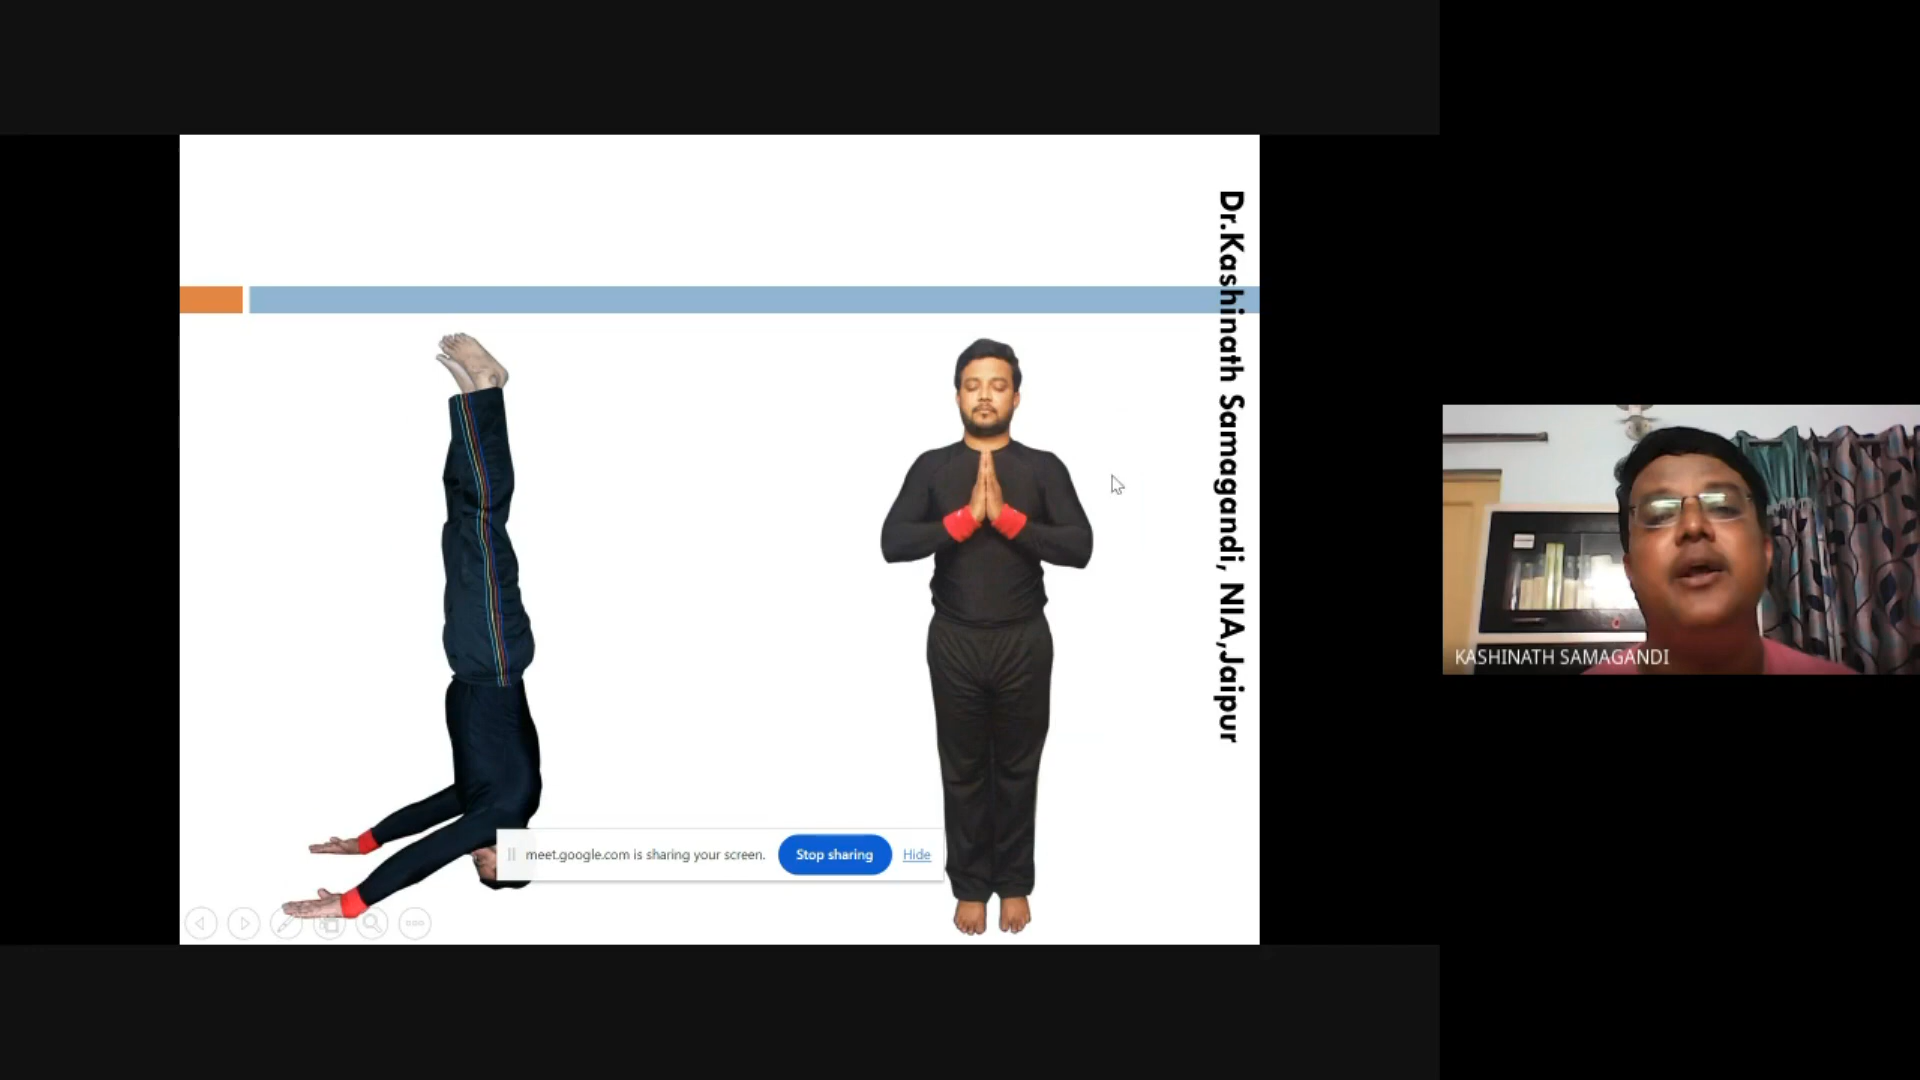 Dr.Kashinath Samagandi, NIA,Jaipur
meet.google.com is sharing your screen. Stop sharing Hide
KASHINATH SAMAGANDI